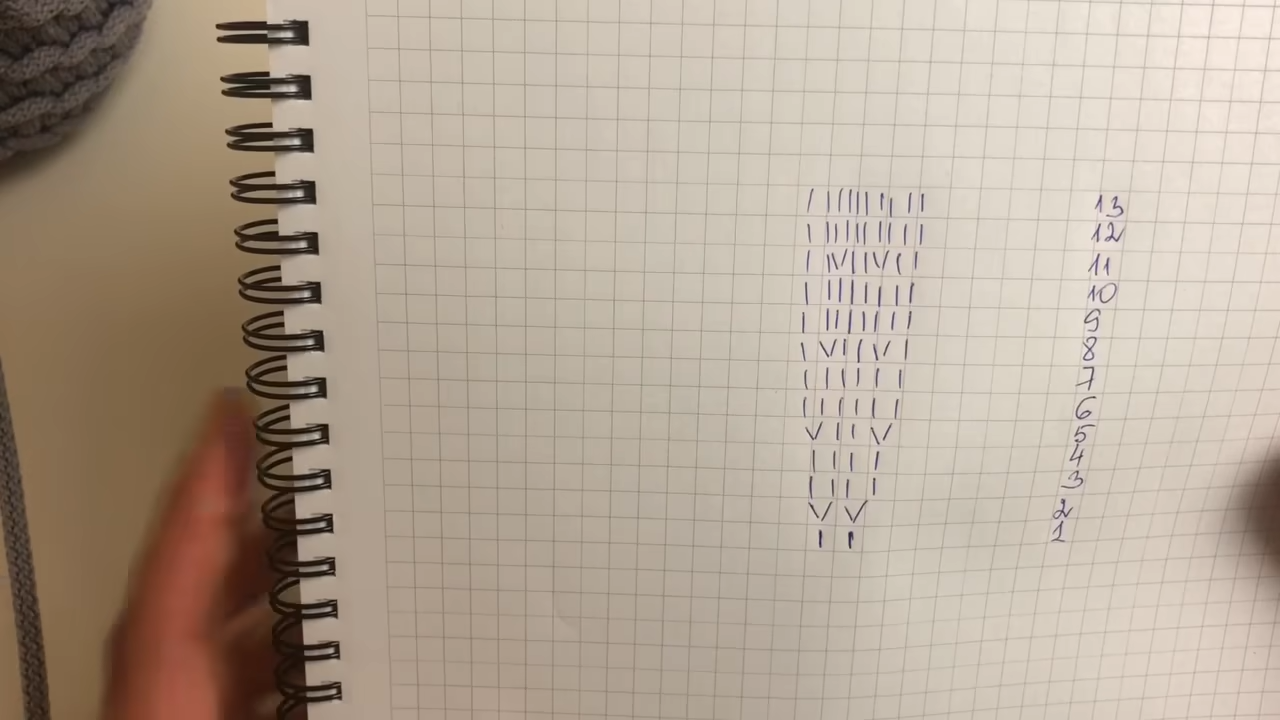 | | | | | | | | | | 13
| | | | | | | | | | 12
| | V | | V | | 11
| | | | | | | | 10
| | | | | | | | 9
| V | | V | 8
| | | | | | 7
| | | | | | 6
V | | V 5
| | | | 4
| | | | 3
V V 2
| | 1